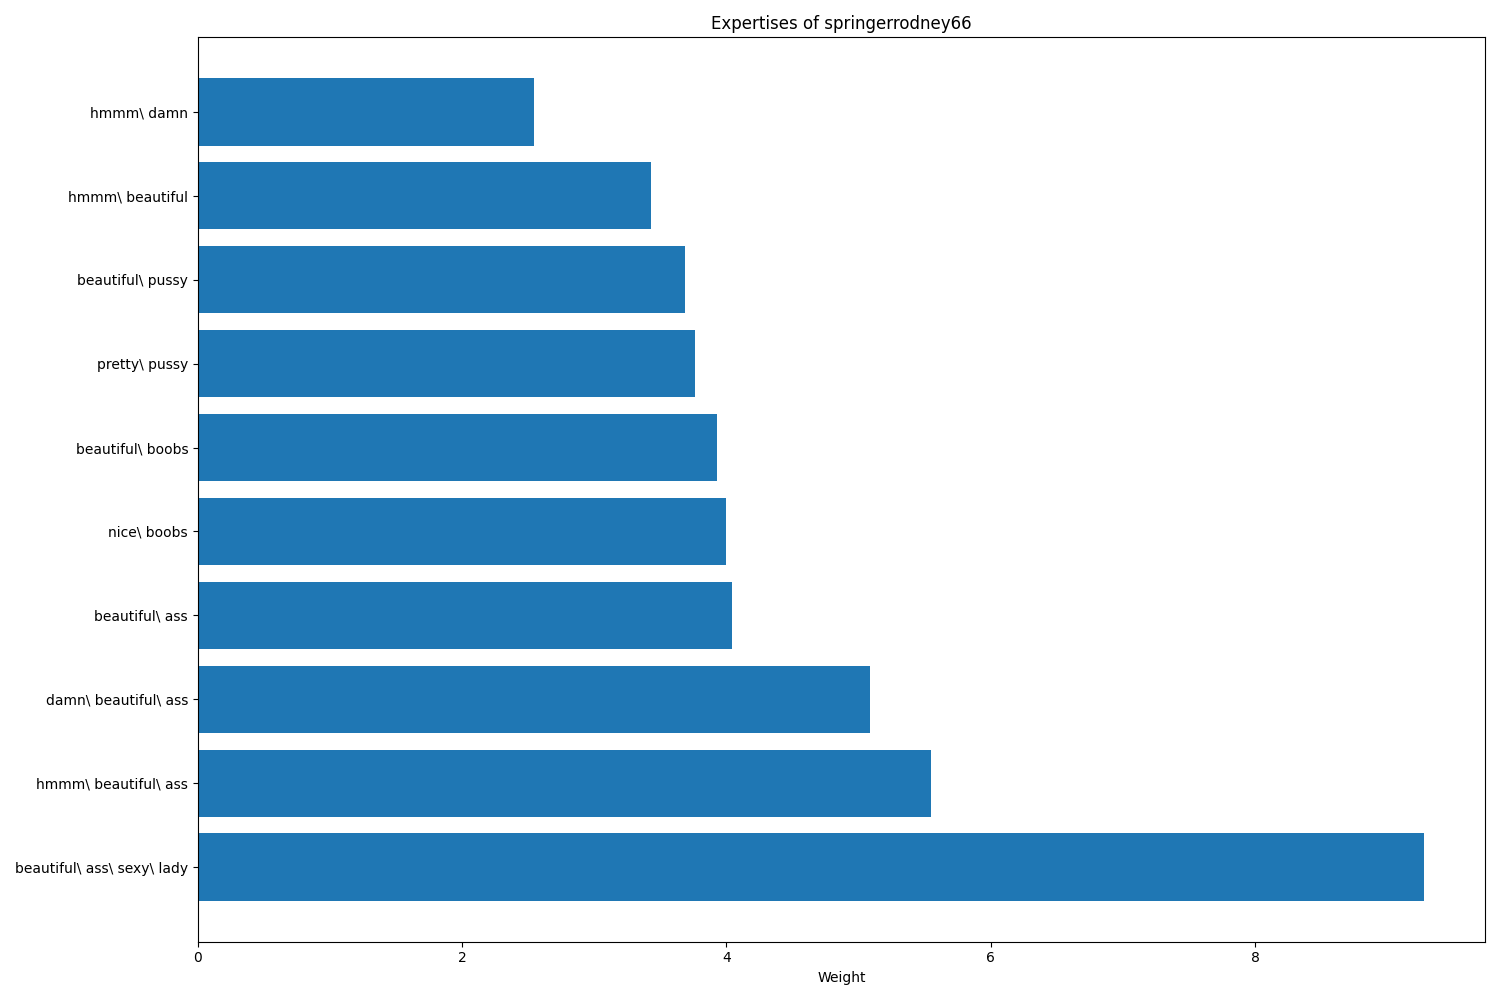 Expertises of springerrodney66
hmmm\ damn
hmmm\ beautiful
beautiful\ pussy
pretty\ pussy
beautiful\ boobs
nice\ boobs
beautiful\ ass
damn\ beautiful\ ass
hmmm\ beautiful\ ass
beautiful\ ass\ sexy\ lady
0 2 4 6 8
Weight